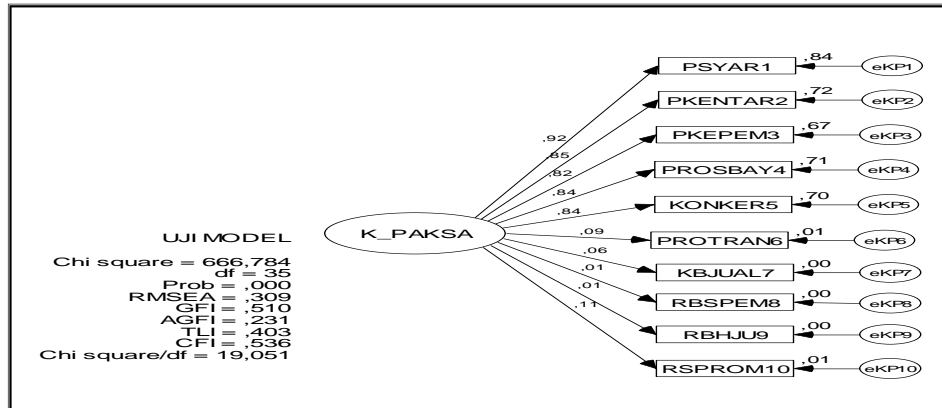 ,84
PSYAR1
eKP1
,72
PKENTAR2
eKP2
,67
PKEPEM3
eKP3
,92
,85
,82
,71
PROSBAY4
eKP4
,84
,70
KONKER5
eKP5
,84
K_PAKSA
,09
,01
PROTRAN6
eKP6
,06
,00
KBJUAL7
eKP7
,01
,00
RBSPEM8
eKP8
,01
,00
RBHJU9
eKP9
,11
,01
RSPROM10
eKP10
UJI MODEL
Chi square = 666,784
df = 35
Prob = ,000
RMSEA = ,309
GFI = ,510
AGFI = ,231
TLI = ,403
CFI = ,536
Chi square/df = 19,051